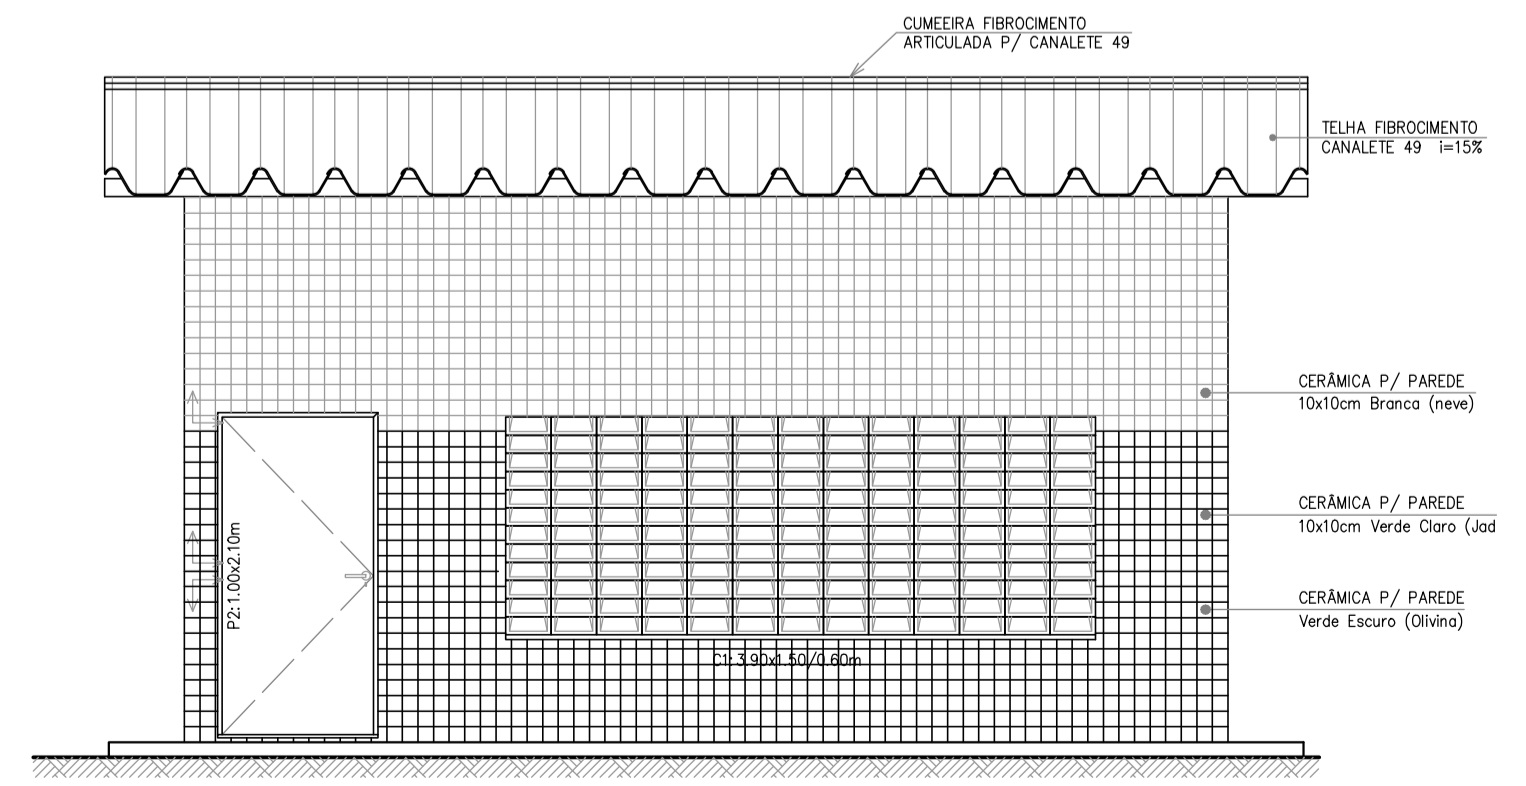 CUMEEIRA FIBROCIMENTO
ARTICULADA P/ CANALETE 49
TELHA FIBROCIMENTO
CANALETE 49 i=15%
CERÂMICA P/ PAREDE
10x10cm Branca (neve)
CERÂMICA P/ PAREDE
10x10cm Verde Claro (Jad
CERÂMICA P/ PAREDE
Verde Escuro (Olivina)
P2:1.00x2.10m
C1: 3.90x1.50/0.60m